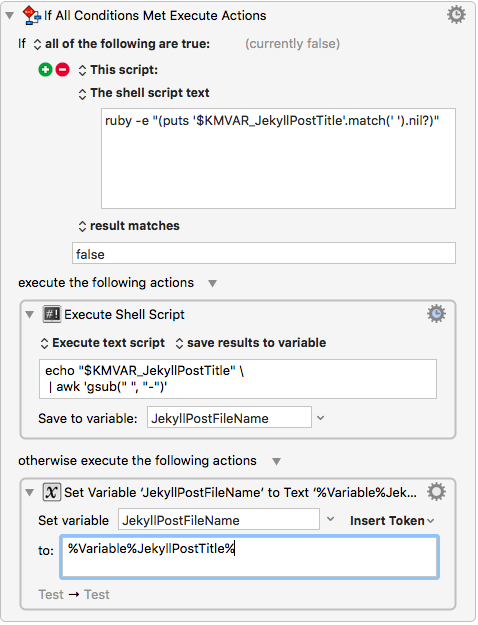 If All Conditions Met Execute Actions
If all of the following are true: (currently false)
This script:
The shell script text
ruby -e "(puts '$KMVAR_JekyllPostTitle'.match(' ').nil?)"
result matches
false
execute the following actions
#! Execute Shell Script
Execute text script save results to variable
echo "$KMVAR_JekyllPostTitle" \
| awk 'gsub(" ", "-")'
Save to variable: JekyllPostFileName
otherwise execute the following actions
X Set Variable ‘JekyllPostFileName’ to Text ‘%Variable%Jek...
Set variable JekyllPostFileName Insert Token
to: %Variable%JekyllPostTitle%
Test → Test